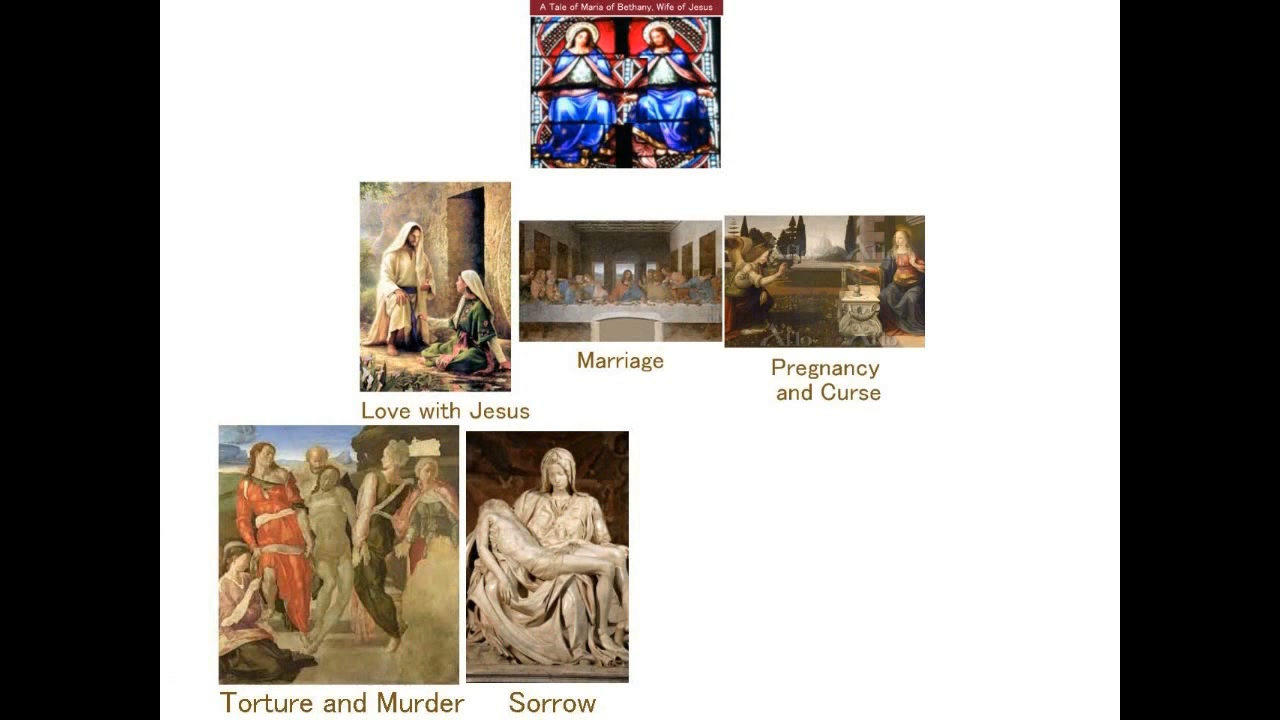 A Tale of Maria of Bethany, Wife of Jesus
Love with Jesus
Marriage
Pregnancy
and Curse
Torture and Murder
Sorrow